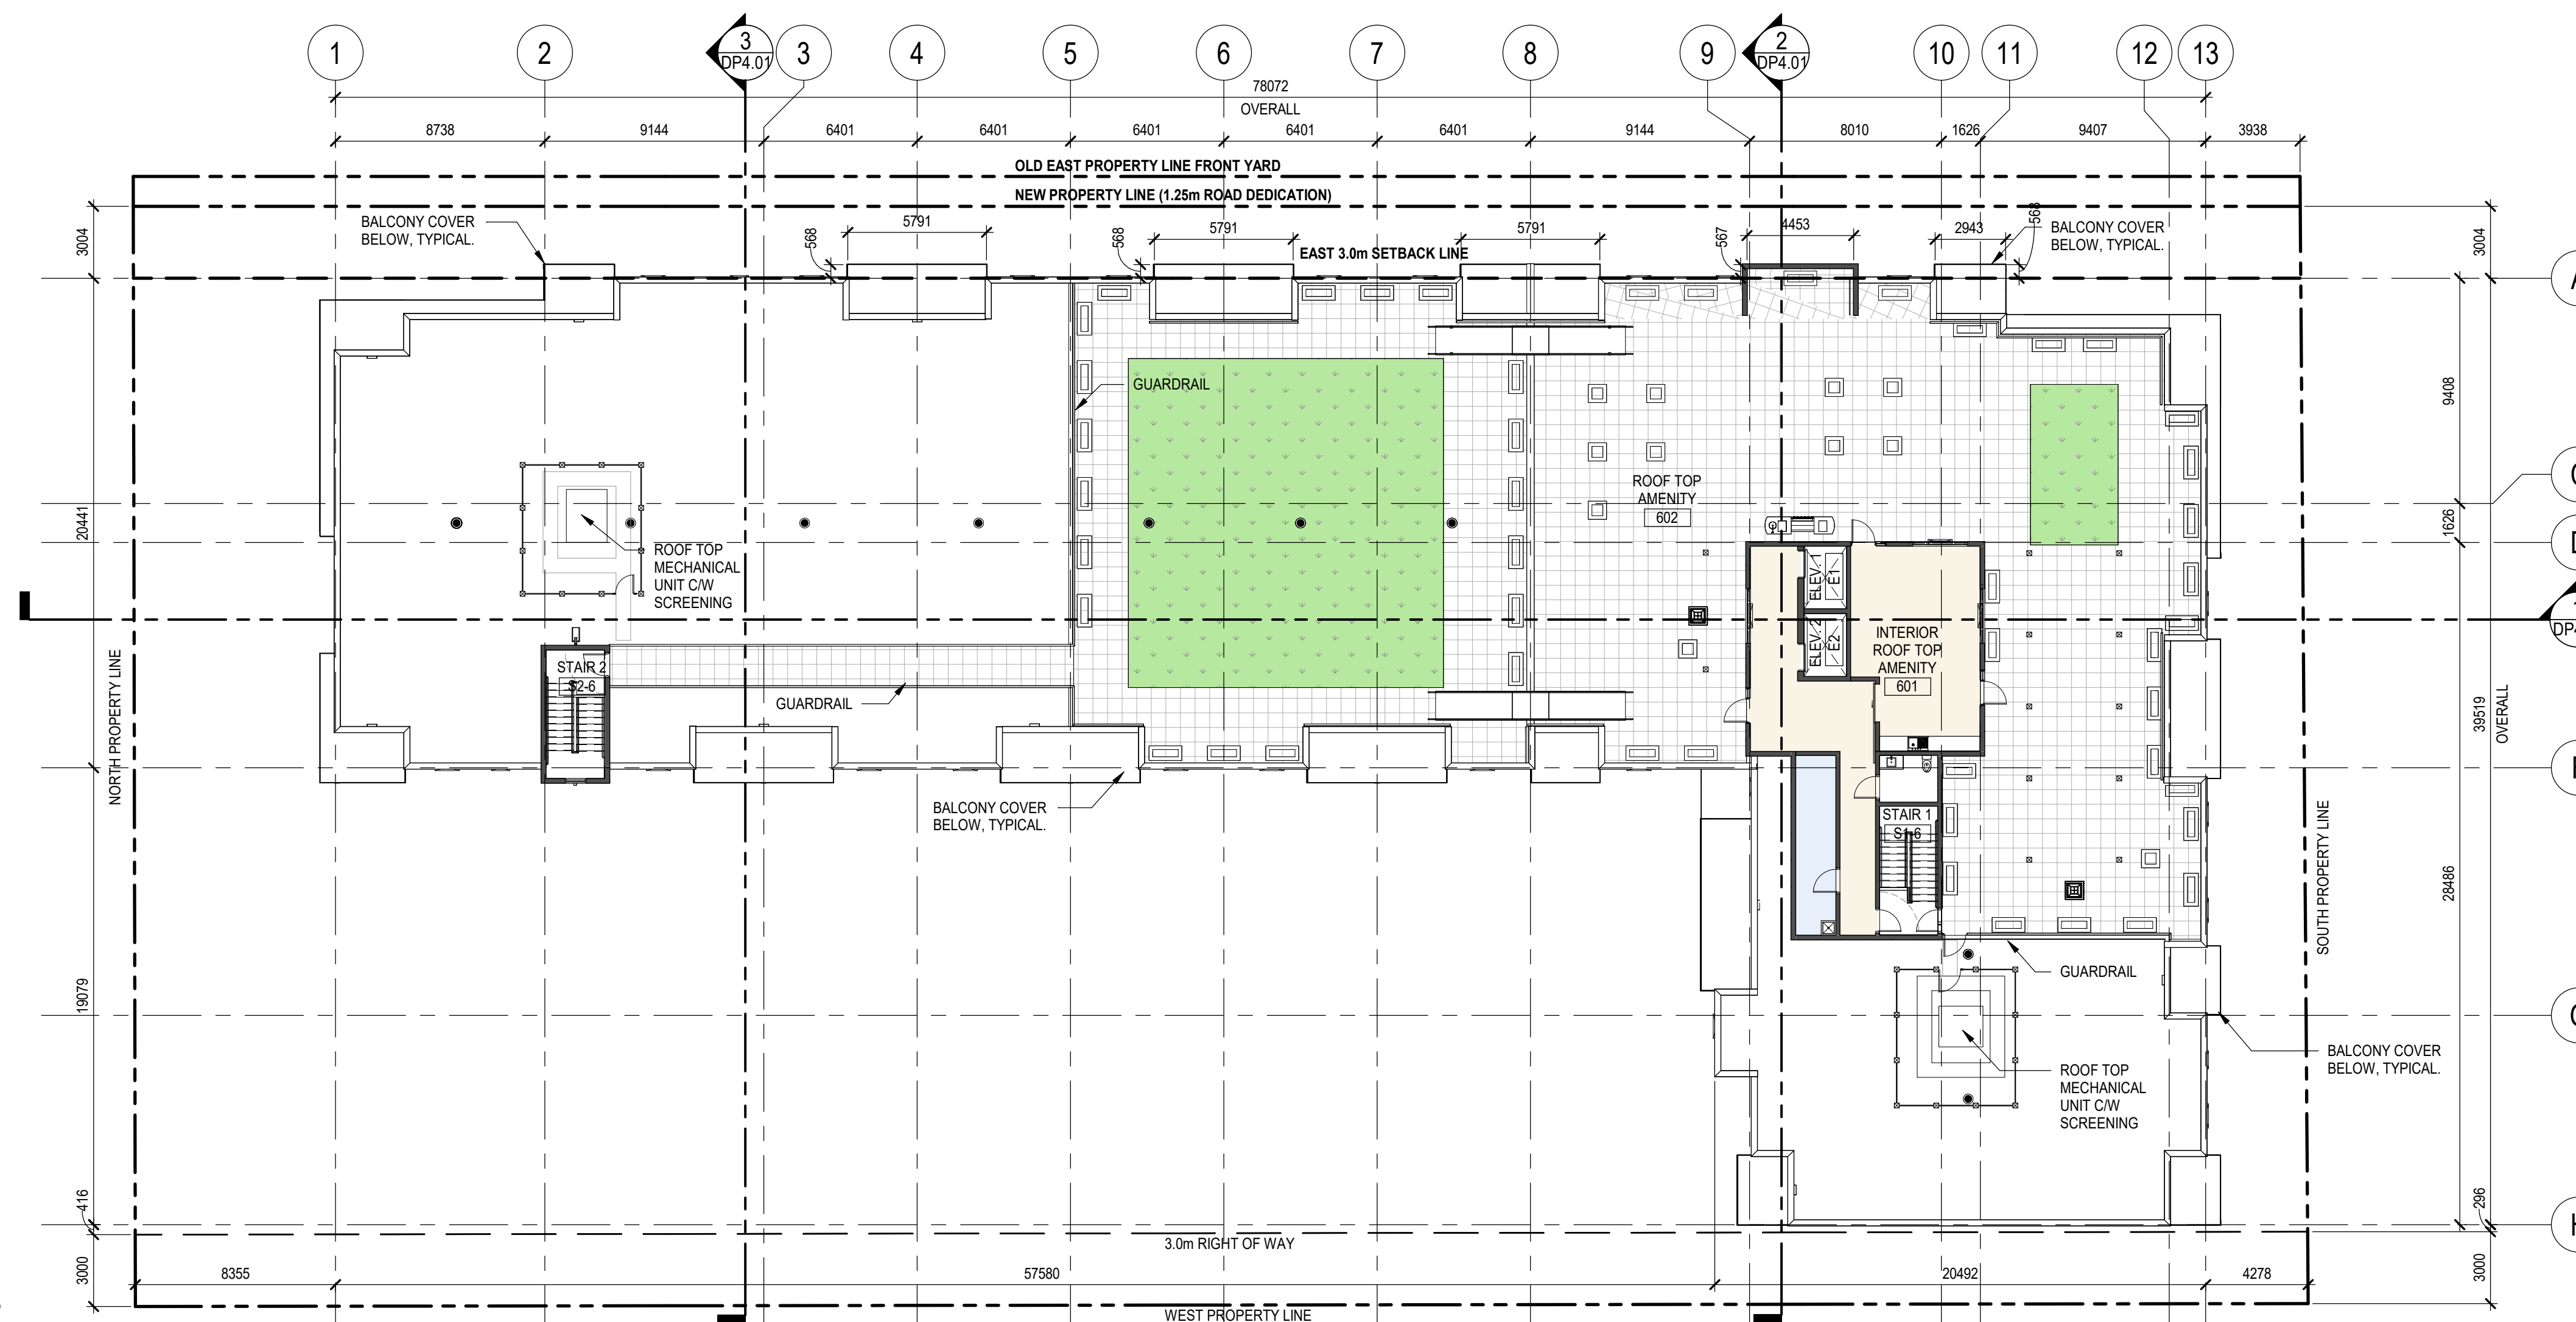 1
2
3
DP4.01
3
4
5
6
7
8
9
2
DP4.01
10
11
12
13
78072
OVERALL
8738
9144
6401
6401
6401
6401
6401
9144
8010
1626
9407
3938
OLD EAST PROPERTY LINE FRONT YARD
NEW PROPERTY LINE (1.25m ROAD DEDICATION)
BALCONY COVER
BELOW, TYPICAL.
568
5791
568
5791
5791
EAST 3.0m SETBACK LINE
567
4453
2943
568
BALCONY COVER
BELOW, TYPICAL.
3004
3004
GUARDRAIL
9408
ROOF TOP
AMENITY
602
20441
1626
ROOF TOP
MECHANICAL
UNIT C/W
SCREENING
ELEV. 1
E1
ELEV. 2
E2
INTERIOR
ROOF TOP
AMENITY
601
STAIR 2
S2-6
GUARDRAIL
NORTH PROPERTY LINE
39519
OVERALL
BALCONY COVER
BELOW, TYPICAL.
STAIR 1
S1-6
SOUTH PROPERTY LINE
28486
GUARDRAIL
19079
BALCONY COVER
BELOW, TYPICAL.
ROOF TOP
MECHANICAL
UNIT C/W
SCREENING
416
296
3.0m RIGHT OF WAY
3000
8355
57580
20492
4278
3000
WEST PROPERTY LINE